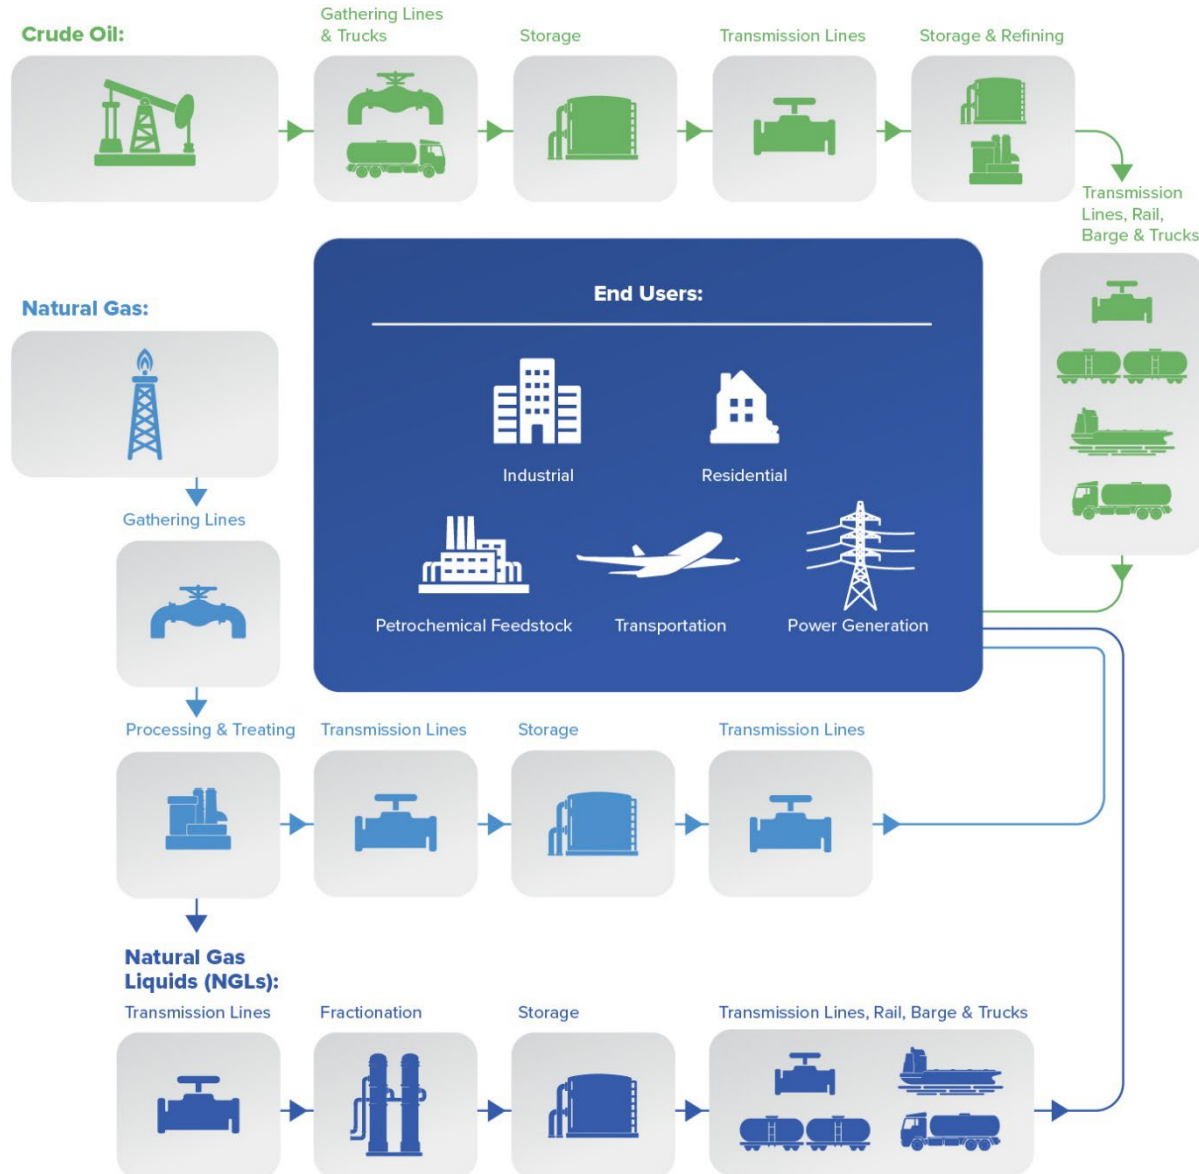 Crude Oil:
Gathering Lines
& Trucks
Storage
Transmission Lines
Storage & Refining
Transmission
Lines, Rail,
Barge & Trucks
Natural Gas:
Gathering Lines
End Users:
Industrial
Residential
Petrochemical Feedstock
Transportation
Power Generation
Processing & Treating
Transmission Lines
Storage
Transmission Lines
Natural Gas
Liquids (NGLs):
Transmission Lines
Fractionation
Storage
Transmission Lines, Rail, Barge & Trucks